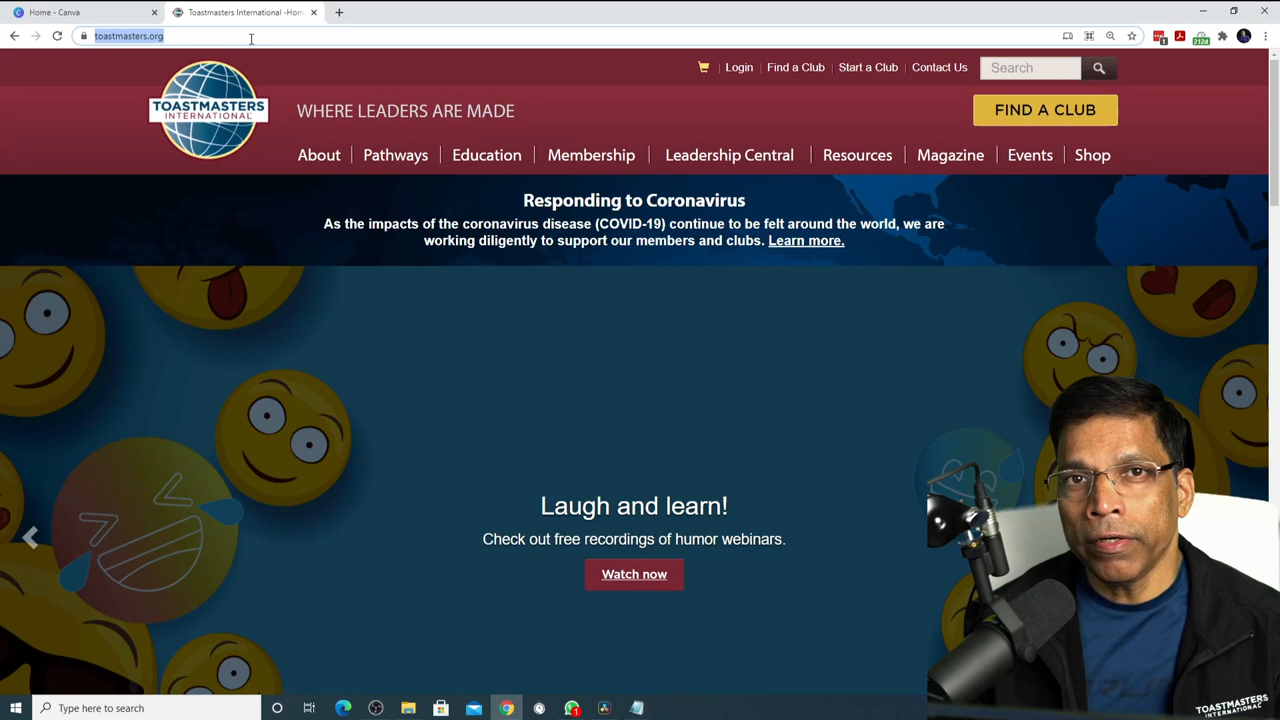 Home - Canva
Toastmasters International -Hom
toastmasters.org
1
212d
Login
Find a Club
Start a Club
Contact Us
Search
TOASTMASTERS
INTERNATIONAL
WHERE LEADERS ARE MADE
FIND A CLUB
About
Pathways
Education
Membership
Leadership Central
Resources
Magazine
Events
Shop
Responding to Coronavirus
As the impacts of the coronavirus disease (COVID-19) continue to be felt around the world, we are
working diligently to support our members and clubs. Learn more.
Laugh and learn!
Check out free recordings of humor webinars.
Watch now
TOASTMASTERS
INTERNATIONAL
Type here to search
1